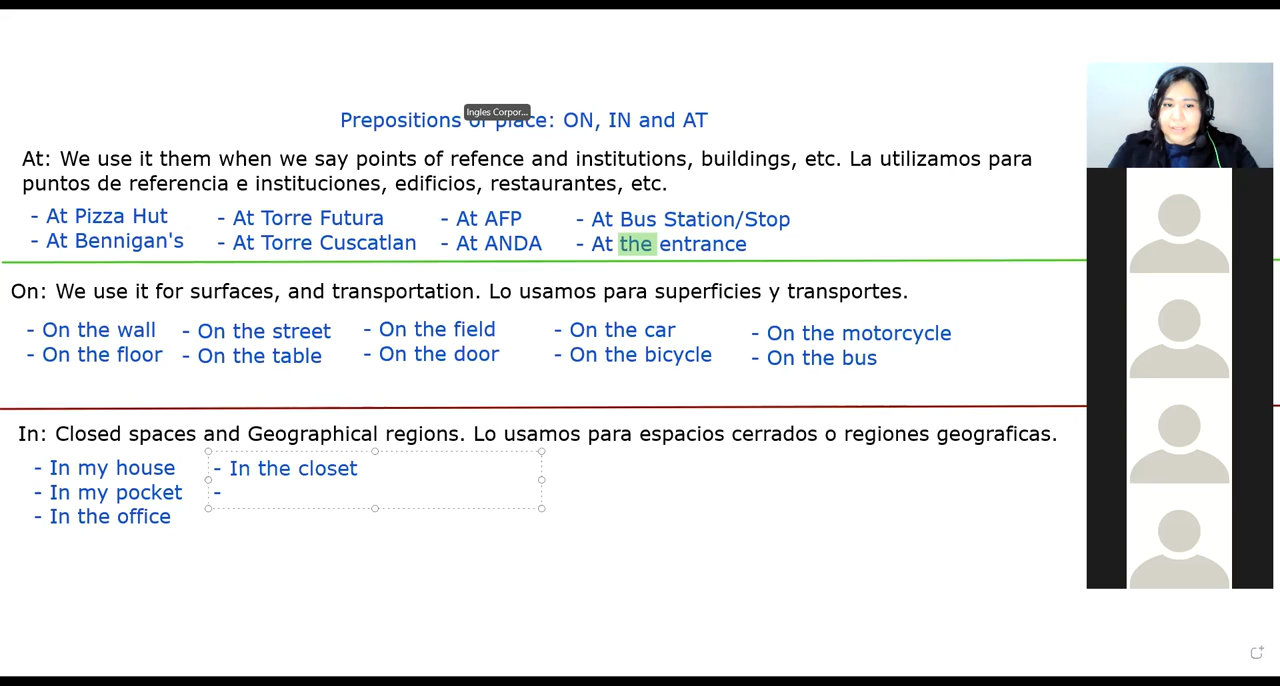 Prepositions of place: ON, IN and AT
Ingles Corpor...
At: We use it them when we say points of refence and institutions, buildings, etc. La utilizamos para
puntos de referencia e instituciones, edificios, restaurantes, etc.
- At Pizza Hut
- At Bennigan's
- At Torre Futura
- At Torre Cuscatlan
- At AFP
- At ANDA
- At Bus Station/Stop
- At the entrance
On: We use it for surfaces, and transportation. Lo usamos para superficies y transportes.
- On the wall
- On the floor
- On the street
- On the table
- On the field
- On the door
- On the car
- On the bicycle
- On the motorcycle
- On the bus
In: Closed spaces and Geographical regions. Lo usamos para espacios cerrados o regiones geograficas.
- In my house
- In my pocket
- In the office
- In the closet
-